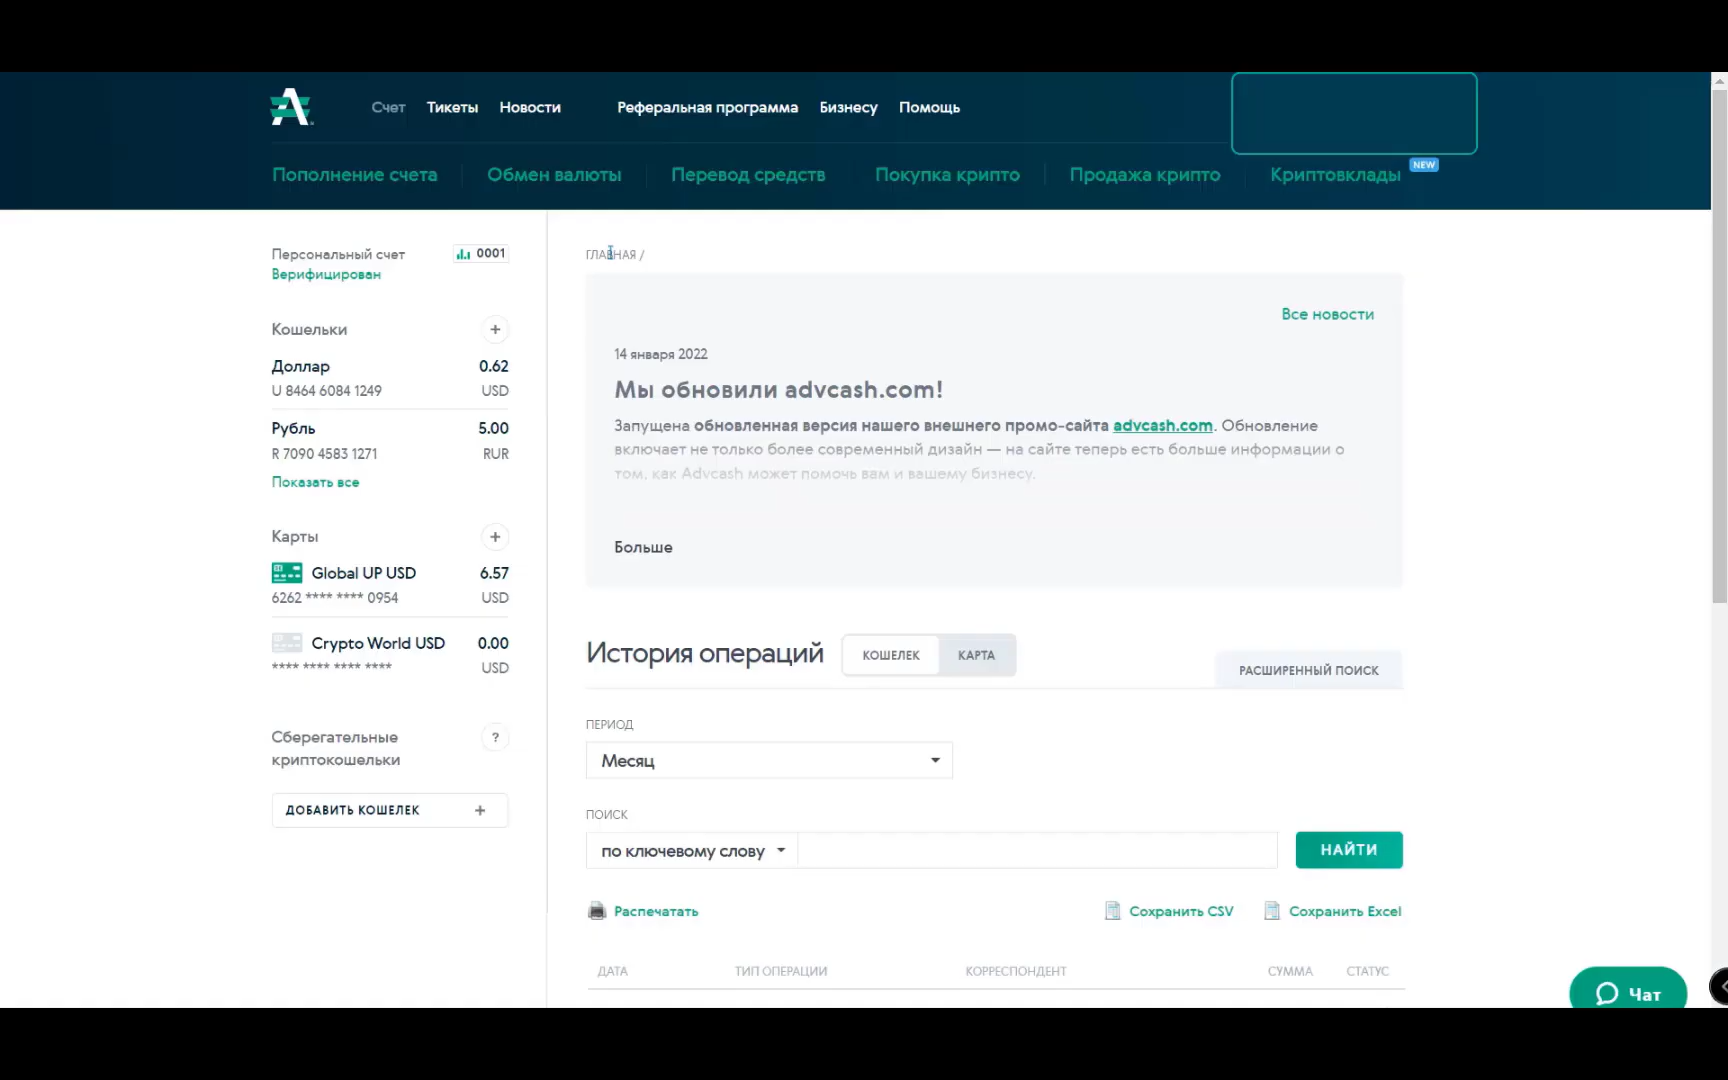 Счет Тикеты Новости Реферальная программа Бизнесу Помощь
Пополнение счета Обмен валюты Перевод средств Покупка крипто Продажа крипто Криптовклады NEW
Персональный счет 0001
Верифицирован
Кошельки +
Доллар 0.62
U 8464 6084 1249 USD
Рубль 5.00
R 7090 4583 1271 RUR
Показать все
Карты +
Global UP USD 6.57
6262 **** **** 0954 USD
Crypto World USD 0.00
**** **** **** **** USD
Сберегательные ?
криптокошельки
ДОБАВИТЬ КОШЕЛЕК +
ГЛАВНАЯ /
Все новости
14 января 2022
Мы обновили advcash.com!
Запущена обновленная версия нашего внешнего промо-сайта advcash.com. Обновление
включает не только более современный дизайн — на сайте теперь есть больше информации о
том, как Advcash может помочь вам и вашему бизнесу.
Больше
История операций КОШЕЛЕК КАРТА РАСШИРЕННЫЙ ПОИСК
ПЕРИОД
Месяц
ПОИСК
по ключевому слову НАЙТИ
Распечатать Сохранить CSV Сохранить Excel
ДАТА ТИП ОПЕРАЦИИ КОРРЕСПОНДЕНТ СУММА СТАТУС
Чат